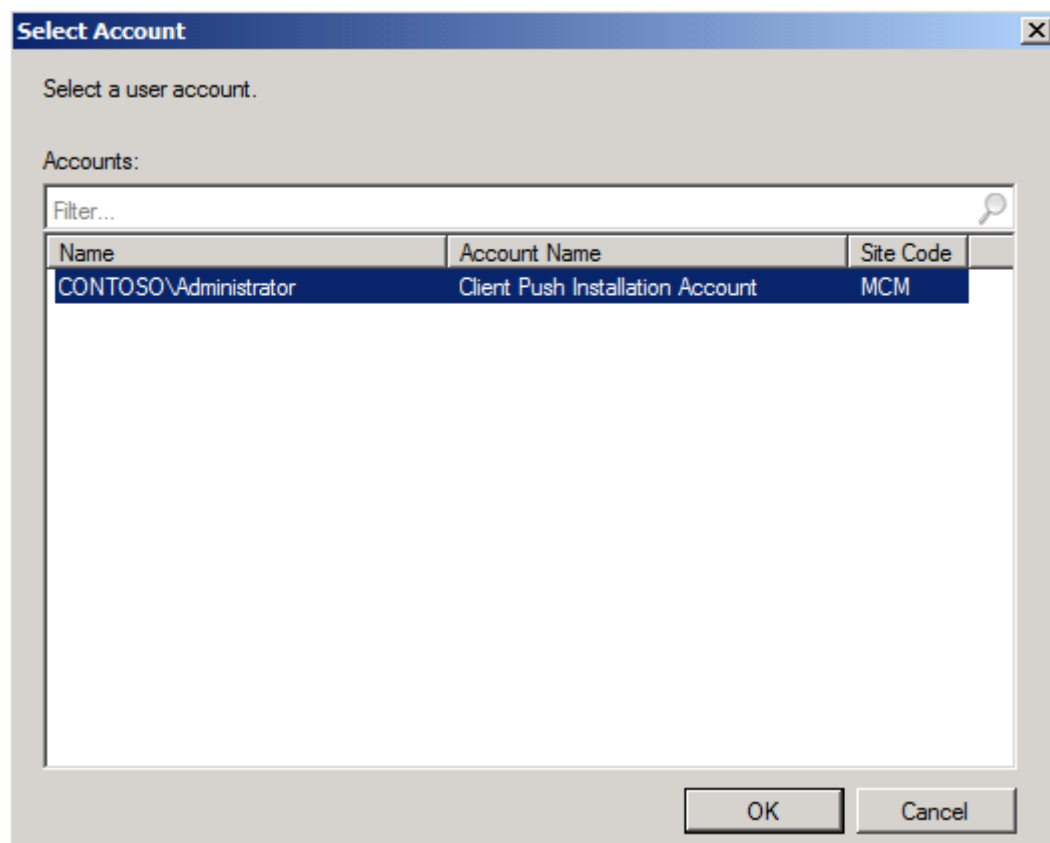 Select Account
Select a user account.
Accounts:
Filter...
Name Account Name Site Code
CONTOSO\Administrator Client Push Installation Account MCM
OK Cancel